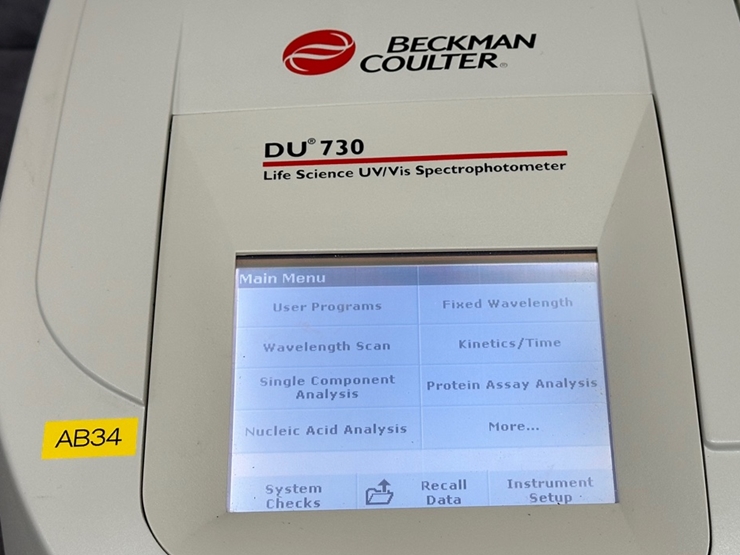 BECKMAN
COULTER®
DU® 730
Life Science UV/Vis Spectrophotometer
Main Menu
User Programs
Fixed Wavelength
Wavelength Scan
Kinetics/Time
Single Component
Analysis
Protein Assay Analysis
Nucleic Acid Analysis
More...
System
Checks
Recall
Data
Instrument
Setup
AB34